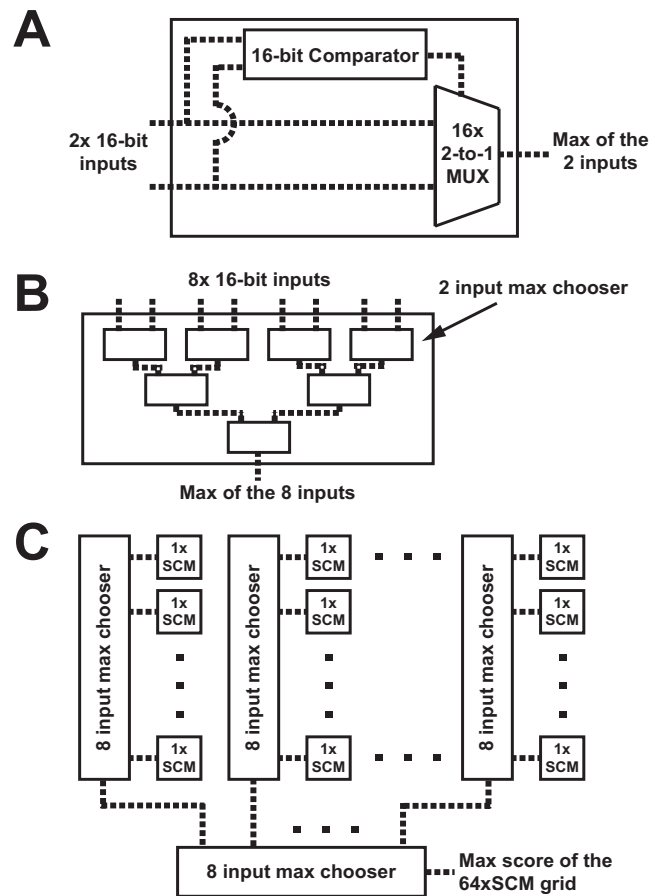 A
16-bit Comparator
2x 16-bit
inputs
16x
2-to-1
MUX
Max of the
2 inputs
B
8x 16-bit inputs
2 input max chooser
Max of the 8 inputs
C
8 input max chooser
1x
SCM
1x
SCM
1x
SCM
8 input max chooser
1x
SCM
1x
SCM
1x
SCM
8 input max chooser
1x
SCM
1x
SCM
1x
SCM
8 input max chooser
Max score of the
64xSCM grid